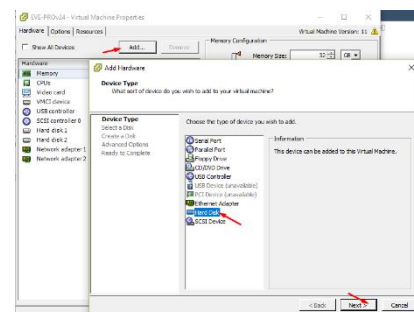 EVE-PROv24 - Virtual Machine Properties
Hardware Options Resources
Virtual Machine Version: 11
Show All Devices
Add...
Remove
Memory Configuration
Memory Size: 32 GB
Hardware
Memory
CPUs
Video card
VMCI device
USB controller
SCSI controller 0
Hard disk 1
Hard disk 2
Network adapter 1
Network adapter 2
Add Hardware
Device Type
What sort of device do you wish to add to your virtual machine?
Device Type
Select a Disk
Create a Disk
Advanced Options
Ready to Complete
Choose the type of device you wish to add.
Serial Port
Parallel Port
Floppy Drive
CD/DVD Drive
USB Controller
USB Device (unavailable)
PCI Device (unavailable)
Ethernet Adapter
Hard Disk
SCSI Device
Information
This device can be added to this Virtual Machine.
< Back
Next >
Cancel